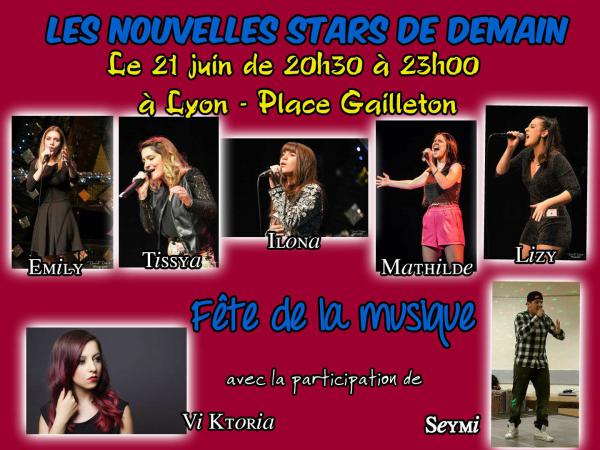 LES NOUVELLES STARS DE DEMAIN
Le 21 juin de 20h30 à 23h00
à Lyon - Place Gailleton
Emily
Tissya
Ilona
Mathilde
Lizy
Fête de la musique
avec la participation de
Vi Ktoria
Seymi